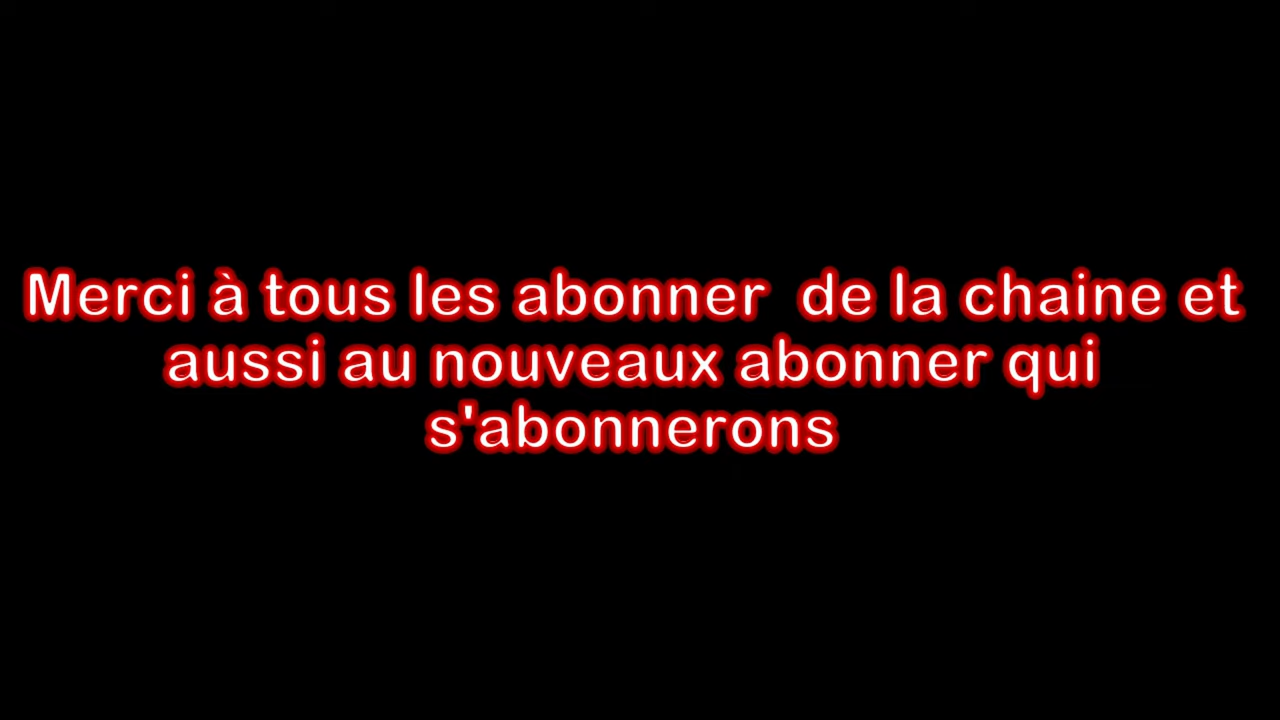 Merci à tous les abonner  de la chaine et
aussi au nouveaux abonner qui
s'abonnerons